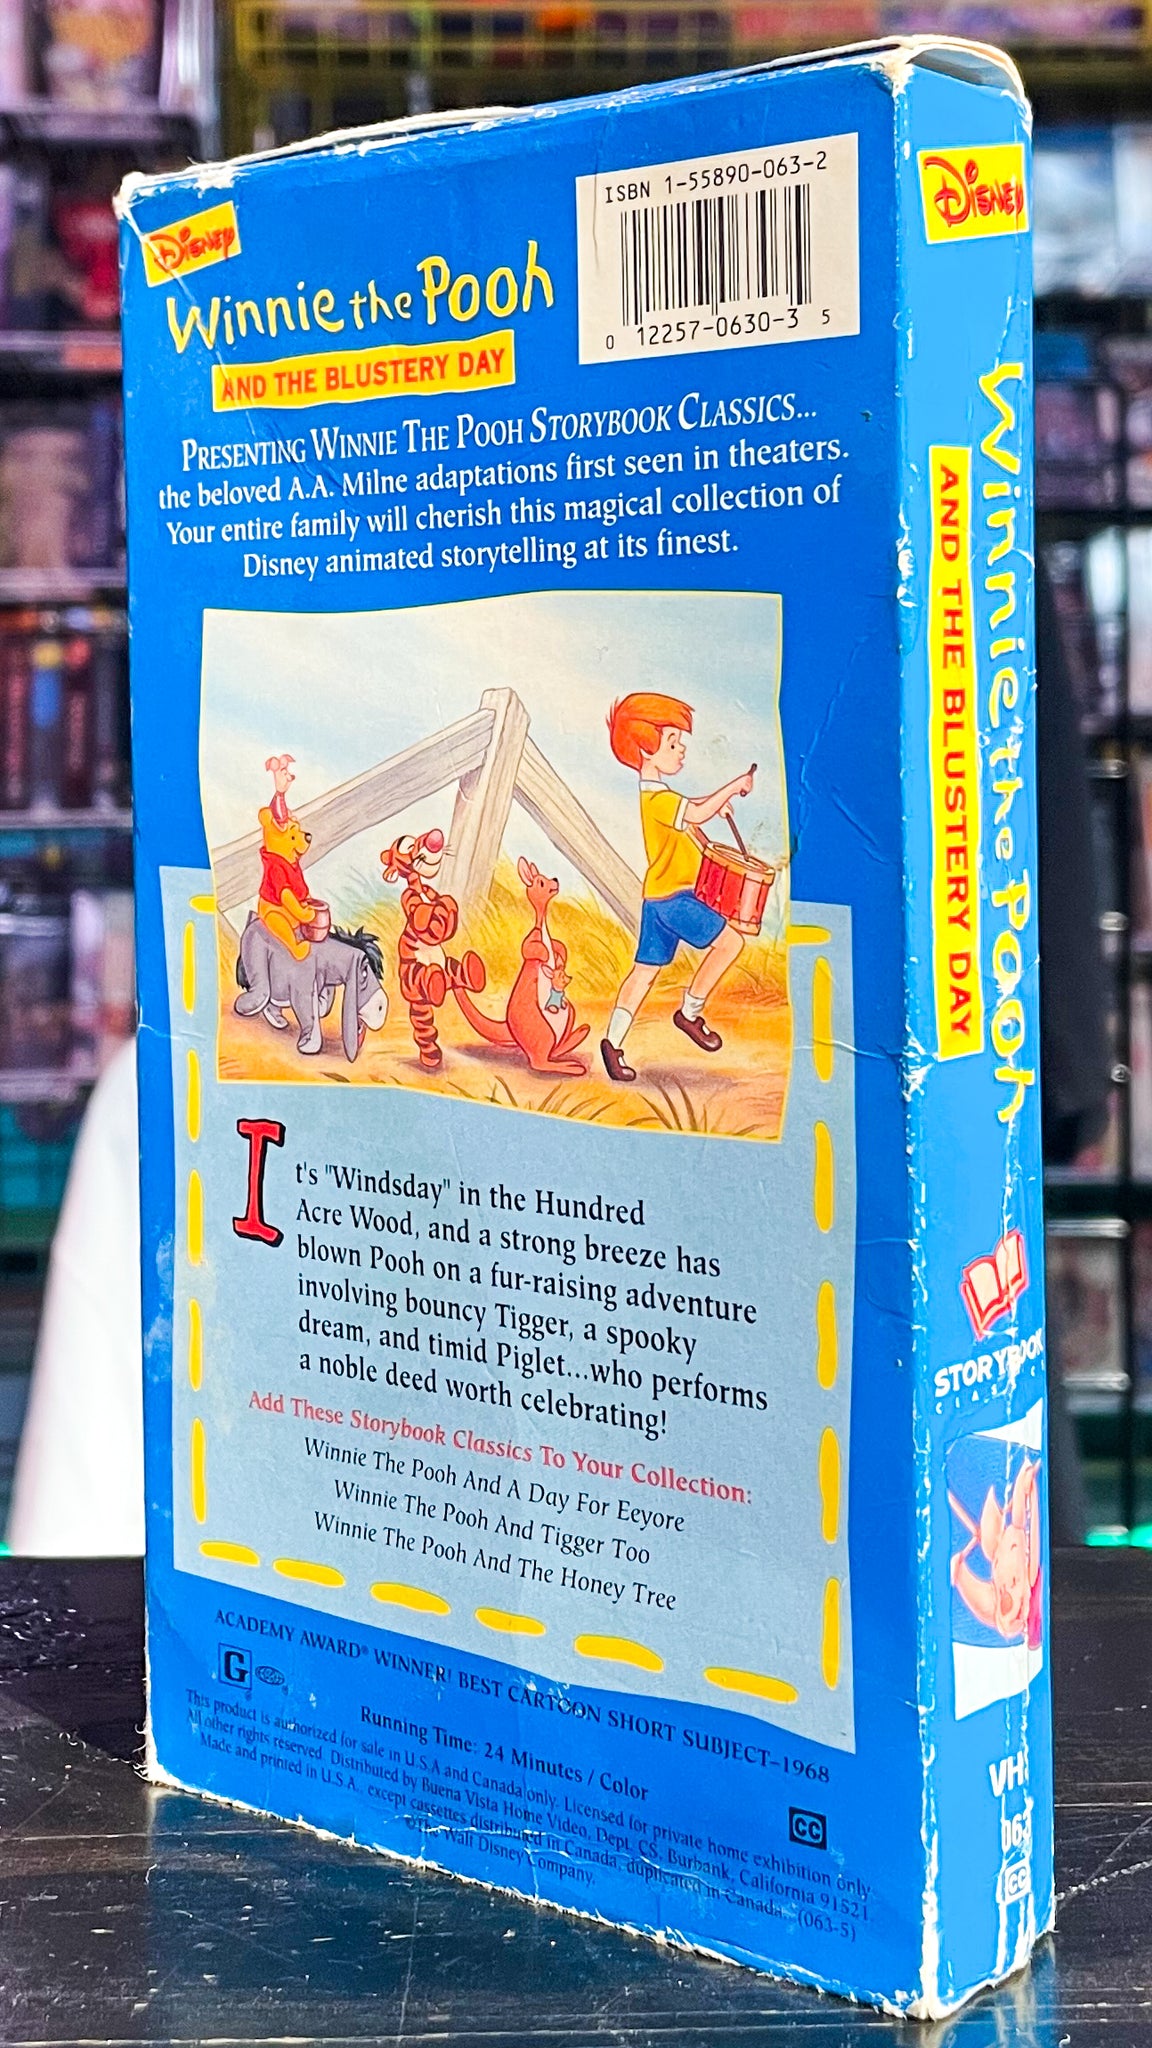 Disney
Winnie the Pooh
AND THE BLUSTERY DAY
ISBN 1-55890-063-2
0 12257-0630-3 5
PRESENTING WINNIE THE POOH STORYBOOK CLASSICS...
the beloved A.A. Milne adaptations first seen in theaters.
Your entire family will cherish this magical collection of
Disney animated storytelling at its finest.
It's "Windsday" in the Hundred
Acre Wood, and a strong breeze has
blown Pooh on a fur-raising adventure
involving bouncy Tigger, a spooky
dream, and timid Piglet...who performs
a noble deed worth celebrating!
Add These Storybook Classics To Your Collection:
Winnie The Pooh And A Day For Eeyore
Winnie The Pooh And Tigger Too
Winnie The Pooh And The Honey Tree
ACADEMY AWARD® WINNER! BEST CARTOON SHORT SUBJECT-1968
G
Running Time: 24 Minutes / Color
This product is authorized for sale in U.S.A and Canada only. Licensed for private home exhibition only.
All other rights reserved. Distributed by Buena Vista Home Video, Dept. CS, Burbank, California 91521
Made and printed in U.S.A., except cassettes distributed in Canada, duplicated in Canada. (063-5)
©The Walt Disney Company.
CC
Disney
Winnie the Pooh
AND THE BLUSTERY DAY
STORYBOOK
CLASSICS
VHS
063
CC